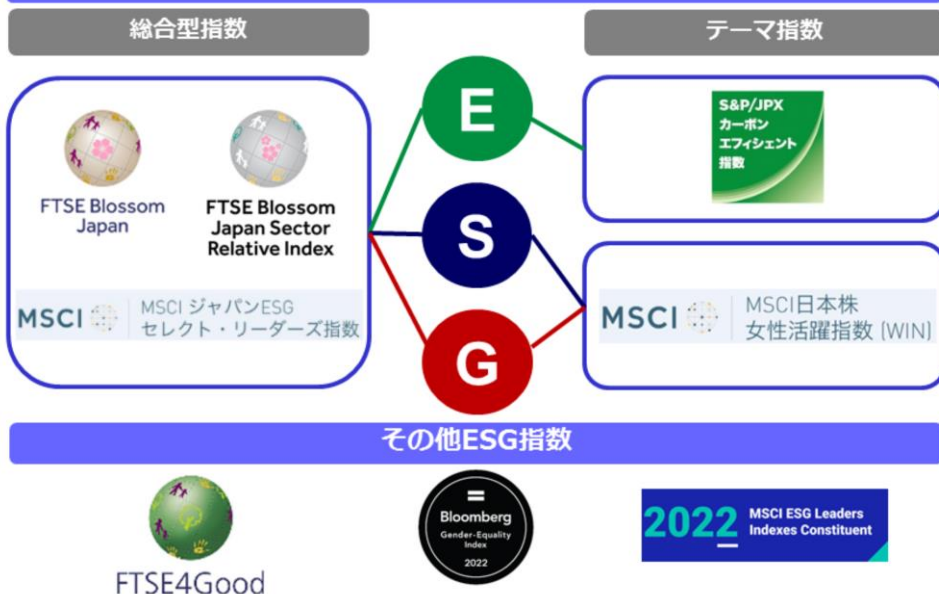 総合型指数
テーマ指数
FTSE Blossom
Japan
FTSE Blossom
Japan Sector
Relative Index
MSCI
MSCI ジャパンESG
セレクト・リーダーズ指数
E
S
G
S&P/JPX
カーボン
エフィシェント
指数
MSCI
MSCI日本株
女性活躍指数 (WIN)
その他ESG指数
FTSE4Good
Bloomberg
Gender-Equality
Index
2022
2022
MSCI ESG Leaders
Indexes Constituent